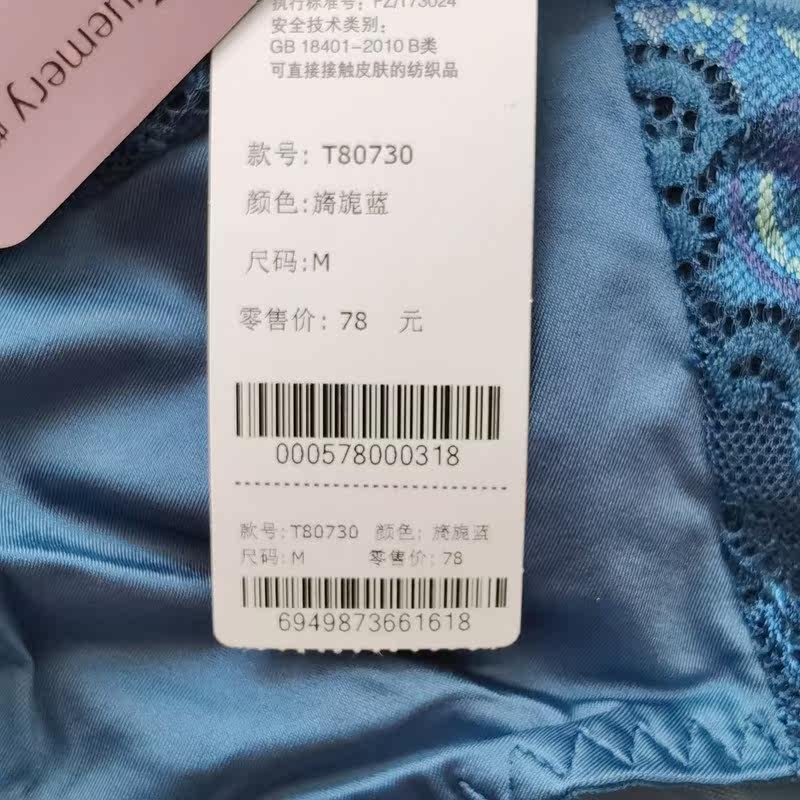 执行标准号：FZ/T73024
安全技术类别:
GB 18401-2010 B类
可直接接触皮肤的纺织品
款号: T80730
颜色:旖旎蓝
尺码:M
零售价: 78 元
000578000318
款号:T80730 颜色: 旖旎蓝
尺码:M 零售价:78
6949873661618